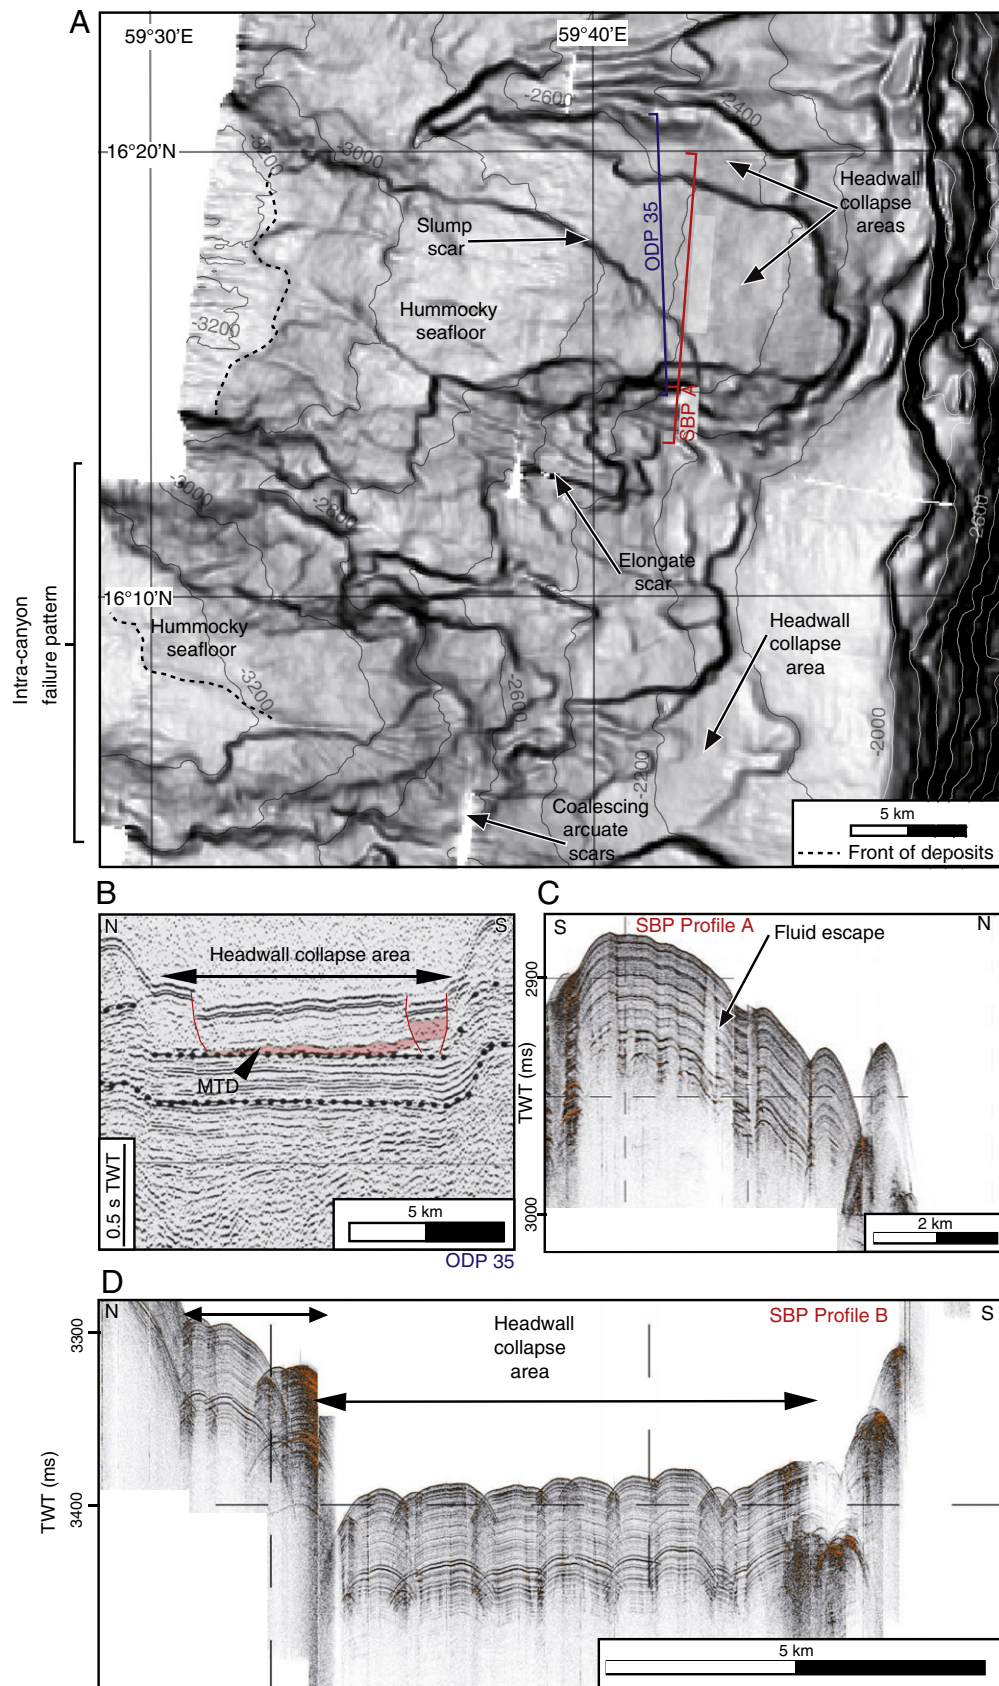 A
59°30'E
59°40'E
-2600
-2400
16°20'N
-3200
-3000
Headwall
collapse
areas
ODP 35
Slump
scar
Hummocky
seafloor
-3200
SBP A
-3000
-2800
2600
Elongate
scar
16°10'N
Hummocky
seafloor
Headwall
collapse
area
Intra-canyon
failure pattern
-3200
-2600
-2000
-2200
Coalescing
arcuate
scars
5 km
Front of deposits
B
N
S
Headwall collapse area
MTD
0.5 s TWT
5 km
ODP 35
C
S
SBP Profile A
N
Fluid escape
2900
TWT (ms)
3000
2 km
D
N
SBP Profile B
S
Headwall
collapse
area
3300
TWT (ms)
3400
5 km